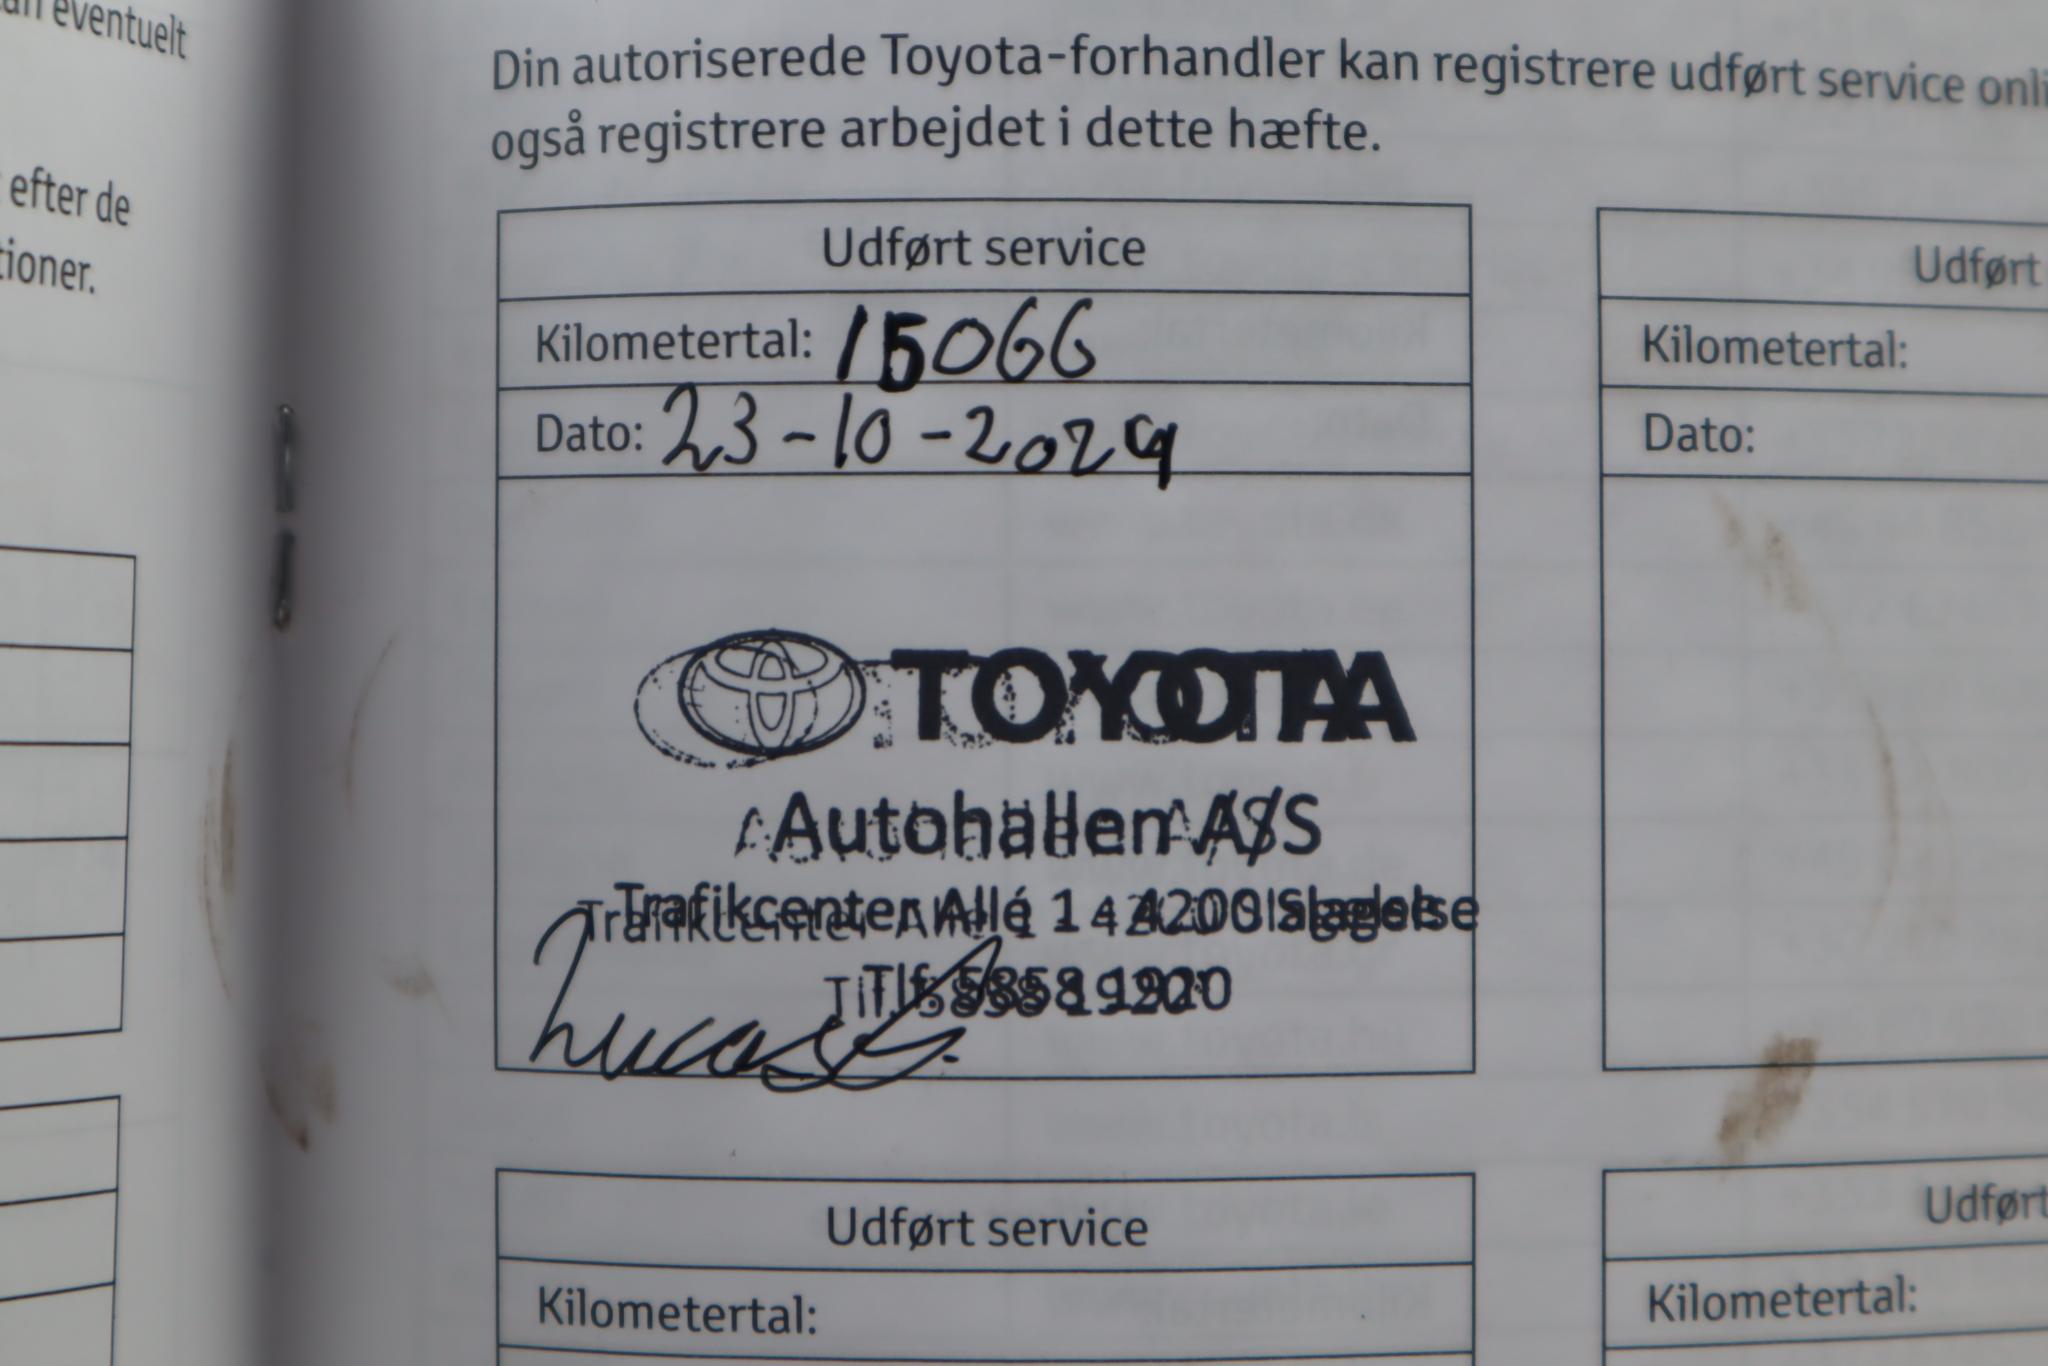 eventuelt
efter de
tioner.
Din autoriserede Toyota-forhandler kan registrere udført service onli
også registrere arbejdet i dette hæfte.
Udført service
Kilometertal: 15066
Dato: 23-10-2024
TOYOTA
Autohallen A/S
Trafikcenter Allé 1 - 4200 Slagelse
Tlf. 5858 1920
Lucas
Udført
Kilometertal:
Dato:
Udført service
Kilometertal:
Udført
Kilometertal: